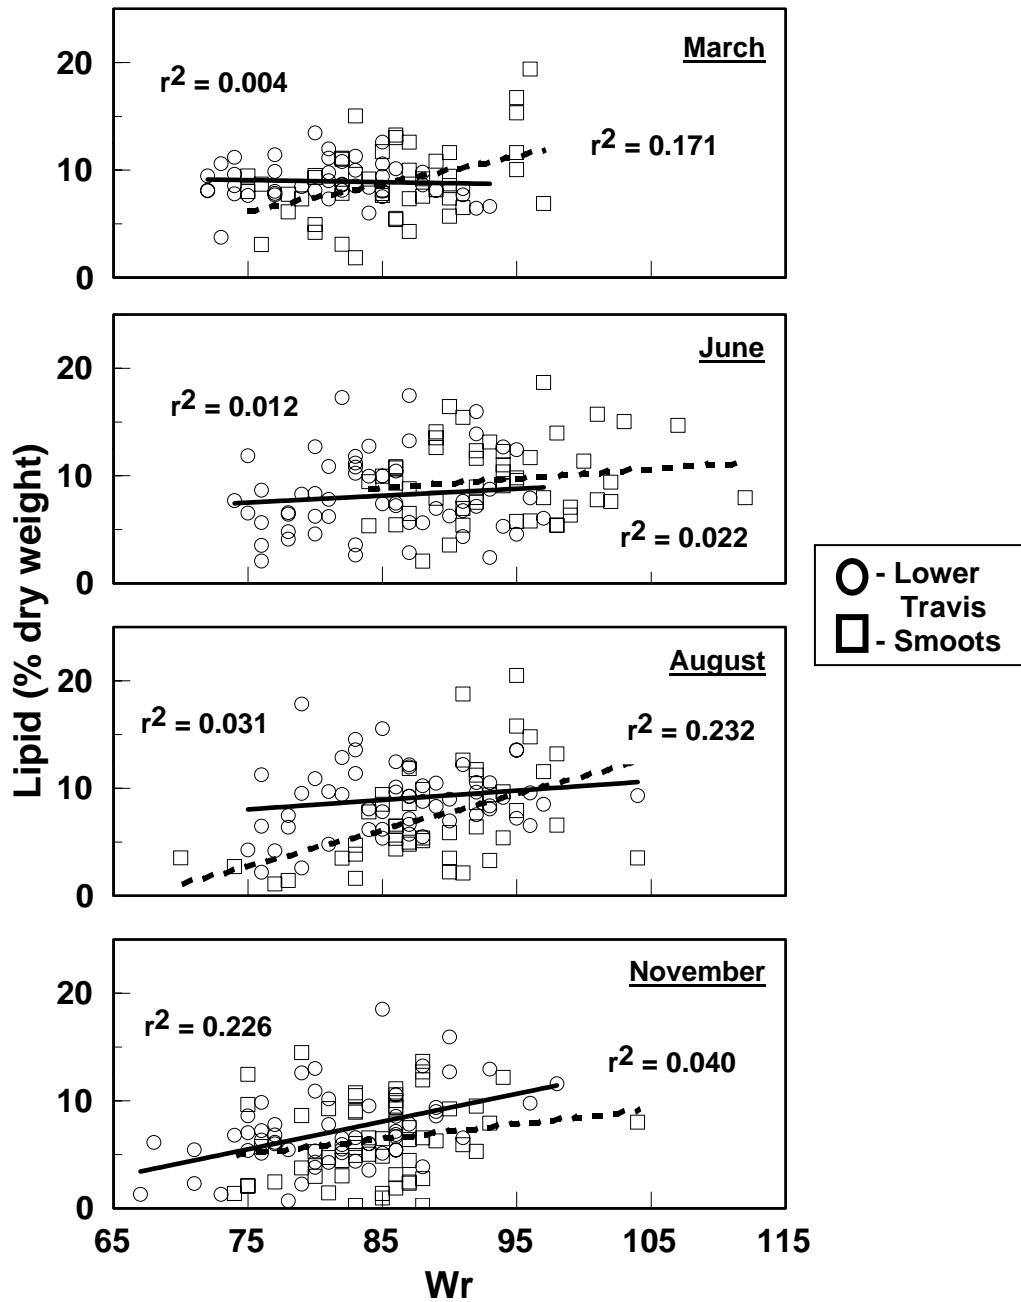 March
20
r2 = 0.004
r2 = 0.171
10
0
June
20
r2 = 0.012
10
r2 = 0.022
0
Lipid (% dry weight)
- Lower
Travis
- Smoots
August
20
r2 = 0.031
r2 = 0.232
10
0
November
20
r2 = 0.226
r2 = 0.040
10
0
65 75 85 95 105 115
Wr